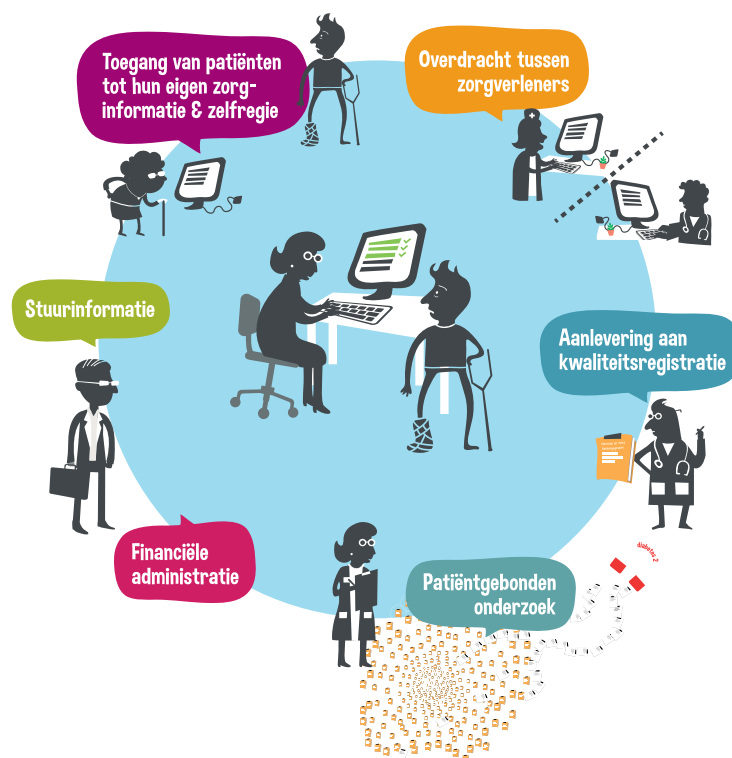 Toegang van patiënten
tot hun eigen zorg-
informatie & zelfregie
Overdracht tussen
zorgverleners
Stuurinformatie
Aanlevering aan
kwaliteitsregistratie
Financiële
administratie
Patiëntgebonden
onderzoek
diabetes 2